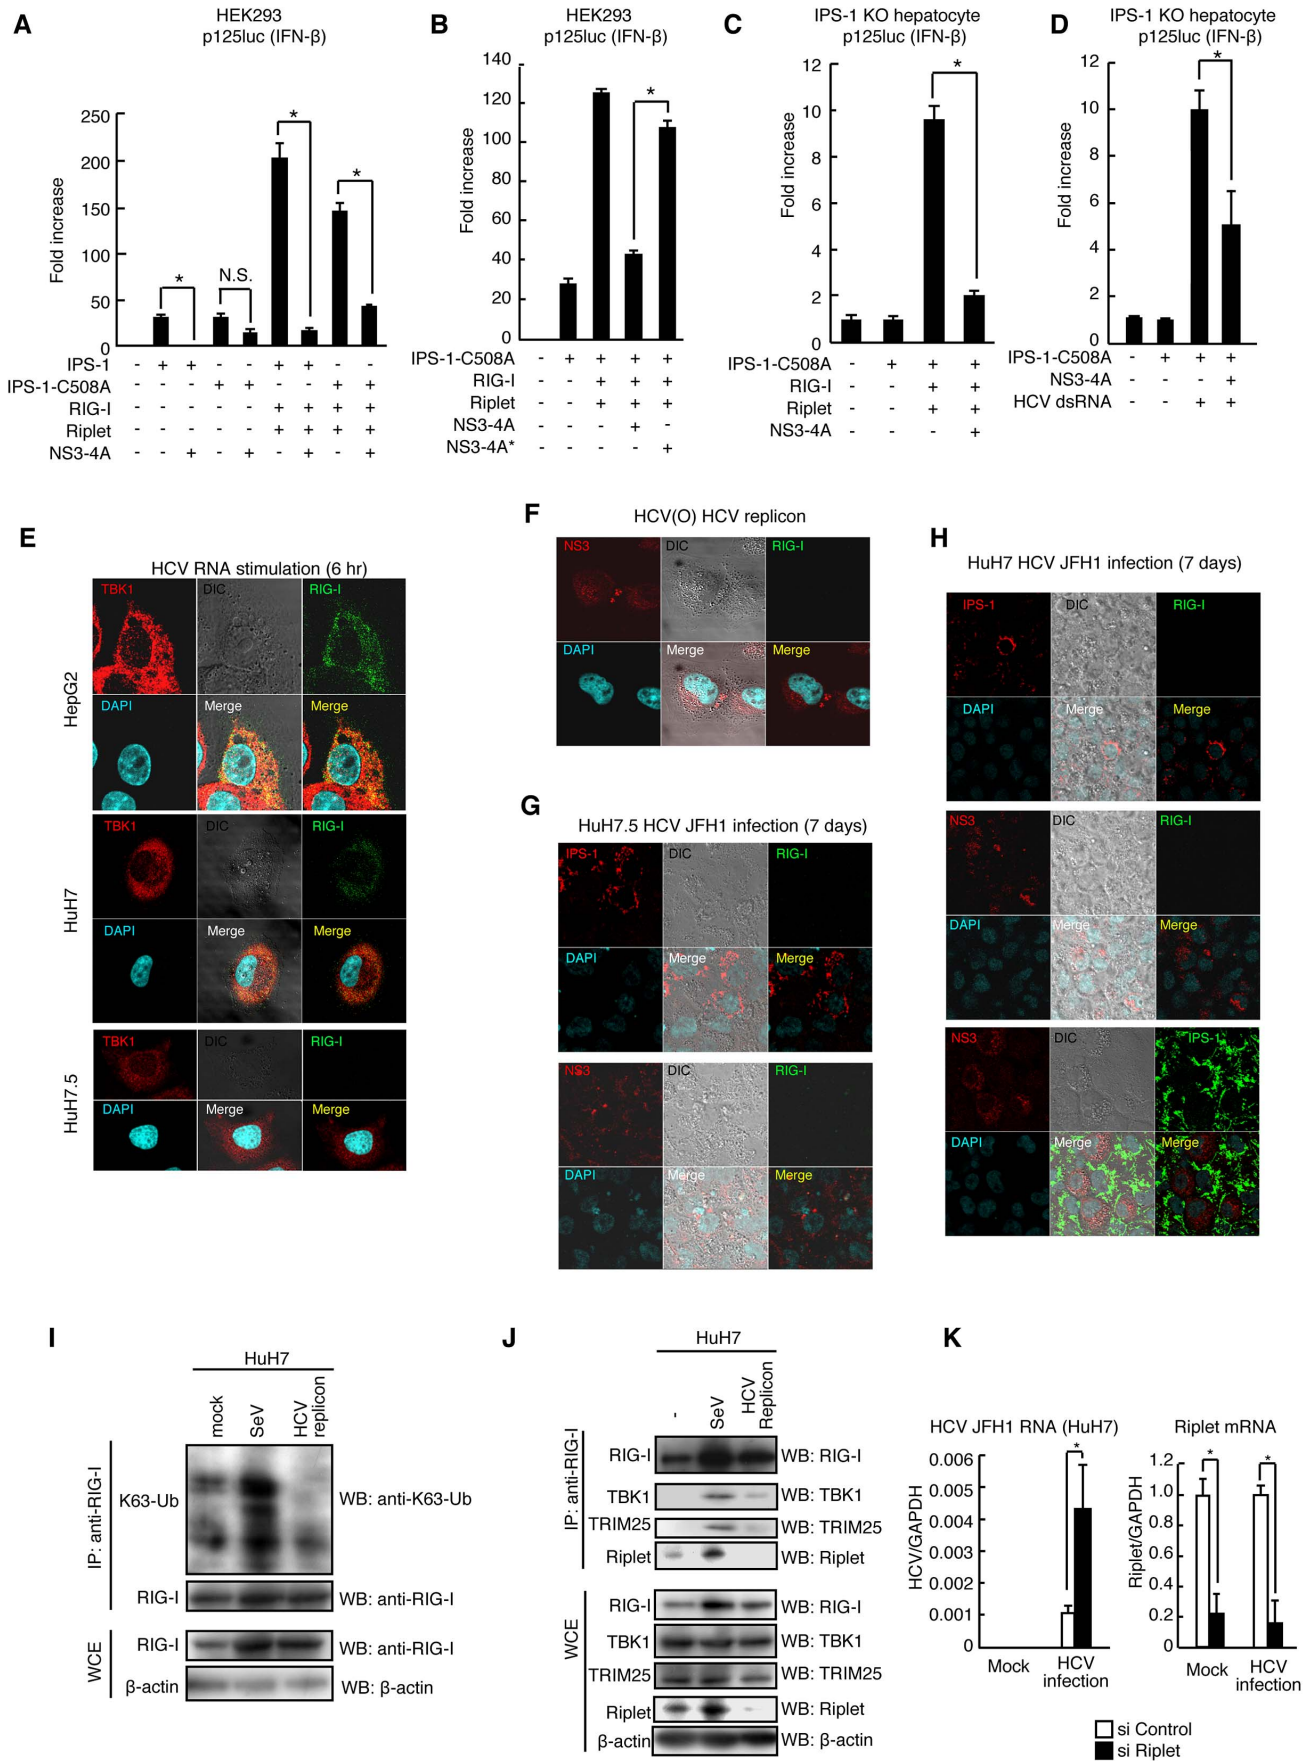 A
HEK293
p125luc (IFN-β)
Fold increase
250
200
150
100
50
0
*
N.S.
*
*
IPS-1 - + + - - + + - -
IPS-1-C508A - - - + + - - + +
RIG-I - - - - - + + + +
Riplet - - - - - + + + +
NS3-4A - - + - + - + - +
B
HEK293
p125luc (IFN-β)
Fold increase
140
120
100
80
60
40
20
0
*
IPS-1-C508A - + + + +
RIG-I - - + + +
Riplet - - + + +
NS3-4A - - - + -
NS3-4A* - - - - +
C
IPS-1 KO hepatocyte
p125luc (IFN-β)
Fold increase
12
10
8
6
4
2
0
*
IPS-1-C508A - + + +
RIG-I - - + +
Riplet - - + +
NS3-4A - - - +
D
IPS-1 KO hepatocyte
p125luc (IFN-β)
Fold increase
12
10
8
6
4
2
0
*
IPS-1-C508A - + + +
NS3-4A - - - +
HCV dsRNA - - + +
E
HCV RNA stimulation (6 hr)
HepG2
TBK1 DIC RIG-I
DAPI Merge Merge
HuH7
TBK1 DIC RIG-I
DAPI Merge Merge
HuH7.5
TBK1 DIC RIG-I
DAPI Merge Merge
F
HCV(O) HCV replicon
NS3 DIC RIG-I
DAPI Merge Merge
G
HuH7.5 HCV JFH1 infection (7 days)
IPS-1 DIC RIG-I
DAPI Merge Merge
NS3 DIC RIG-I
DAPI Merge Merge
H
HuH7 HCV JFH1 infection (7 days)
IPS-1 DIC RIG-I
DAPI Merge Merge
NS3 DIC RIG-I
DAPI Merge Merge
NS3 DIC IPS-1
DAPI Merge Merge
I
HuH7
mock SeV HCV replicon
IP: anti-RIG-I
K63-Ub WB: anti-K63-Ub
RIG-I WB: anti-RIG-I
WCE
RIG-I WB: anti-RIG-I
β-actin WB: β-actin
J
HuH7
- SeV HCV Replicon
IP: anti-RIG-I
RIG-I WB: RIG-I
TBK1 WB: TBK1
TRIM25 WB: TRIM25
Riplet WB: Riplet
WCE
RIG-I WB: RIG-I
TBK1 WB: TBK1
TRIM25 WB: TRIM25
Riplet WB: Riplet
β-actin WB: β-actin
K
HCV JFH1 RNA (HuH7)
HCV/GAPDH
0.006
0.005
0.004
0.003
0.002
0.001
0
*
Mock HCV infection
Riplet mRNA
Riplet/GAPDH
1.2
1.0
0.8
0.6
0.4
0.2
0
* *
Mock HCV infection
si Control
si Riplet